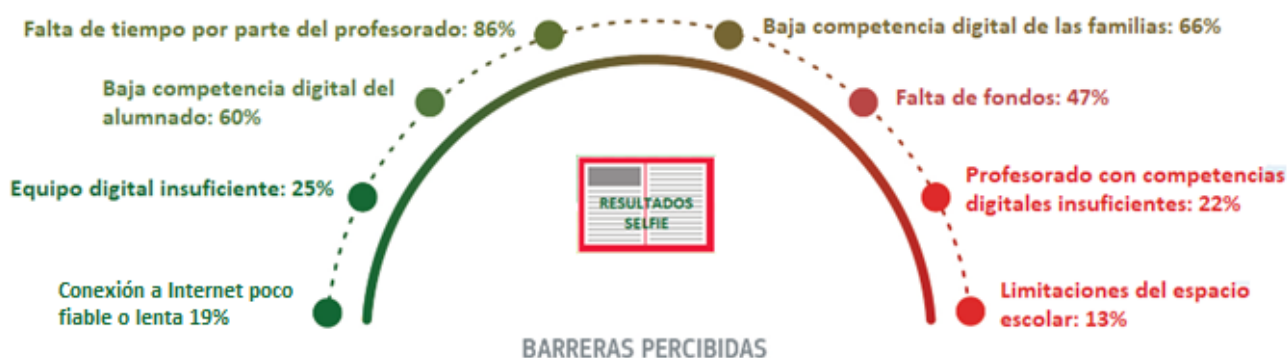 Falta de tiempo por parte del profesorado: 86%
Baja competencia digital de las familias: 66%
Baja competencia digital del
alumnado: 60%
Falta de fondos: 47%
Equipo digital insuficiente: 25%
Profesorado con competencias
digitales insuficientes: 22%
RESULTADOS
SELFIE
Conexión a Internet poco
fiable o lenta 19%
Limitaciones del espacio
escolar: 13%
BARRERAS PERCIBIDAS